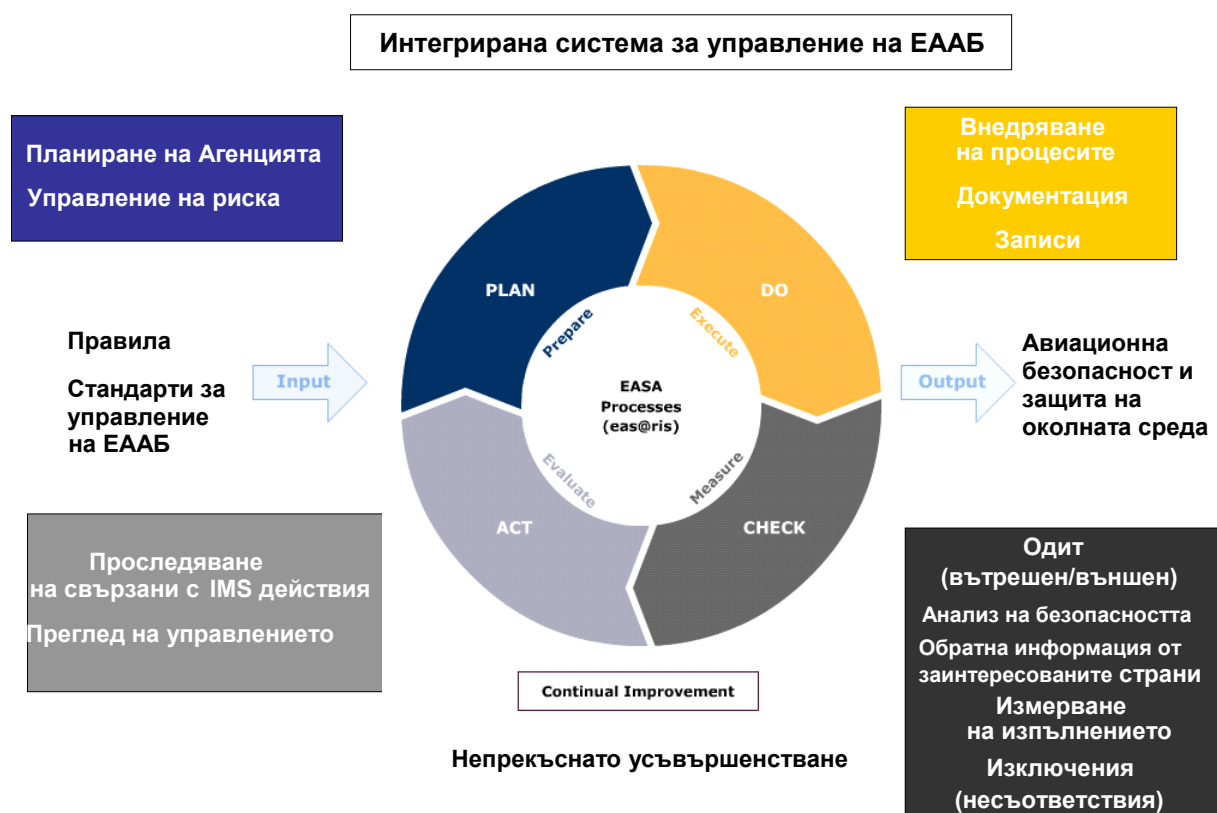 Интегрирана система за управление на ЕААБ
Планиране на Агенцията
Управление на риска
Внедряване
на процесите
Документация
Записи
PLAN
DO
Prepare
Execute
Правила
Стандарти за
управление
на ЕААБ
Input
EASA
Processes
(eas@ris)
Output
Авиационна
безопасност и
защита на
околната среда
Evaluate
Measure
ACT
CHECK
Проследяване
на свързани с IMS действия
Преглед на управлението
Одит
(вътрешен/външен)
Анализ на безопасността
Обратна информация от
заинтересованите страни
Измерване
на изпълнението
Изключения
(несъответствия)
Continual Improvement
Непрекъснато усъвършенстване